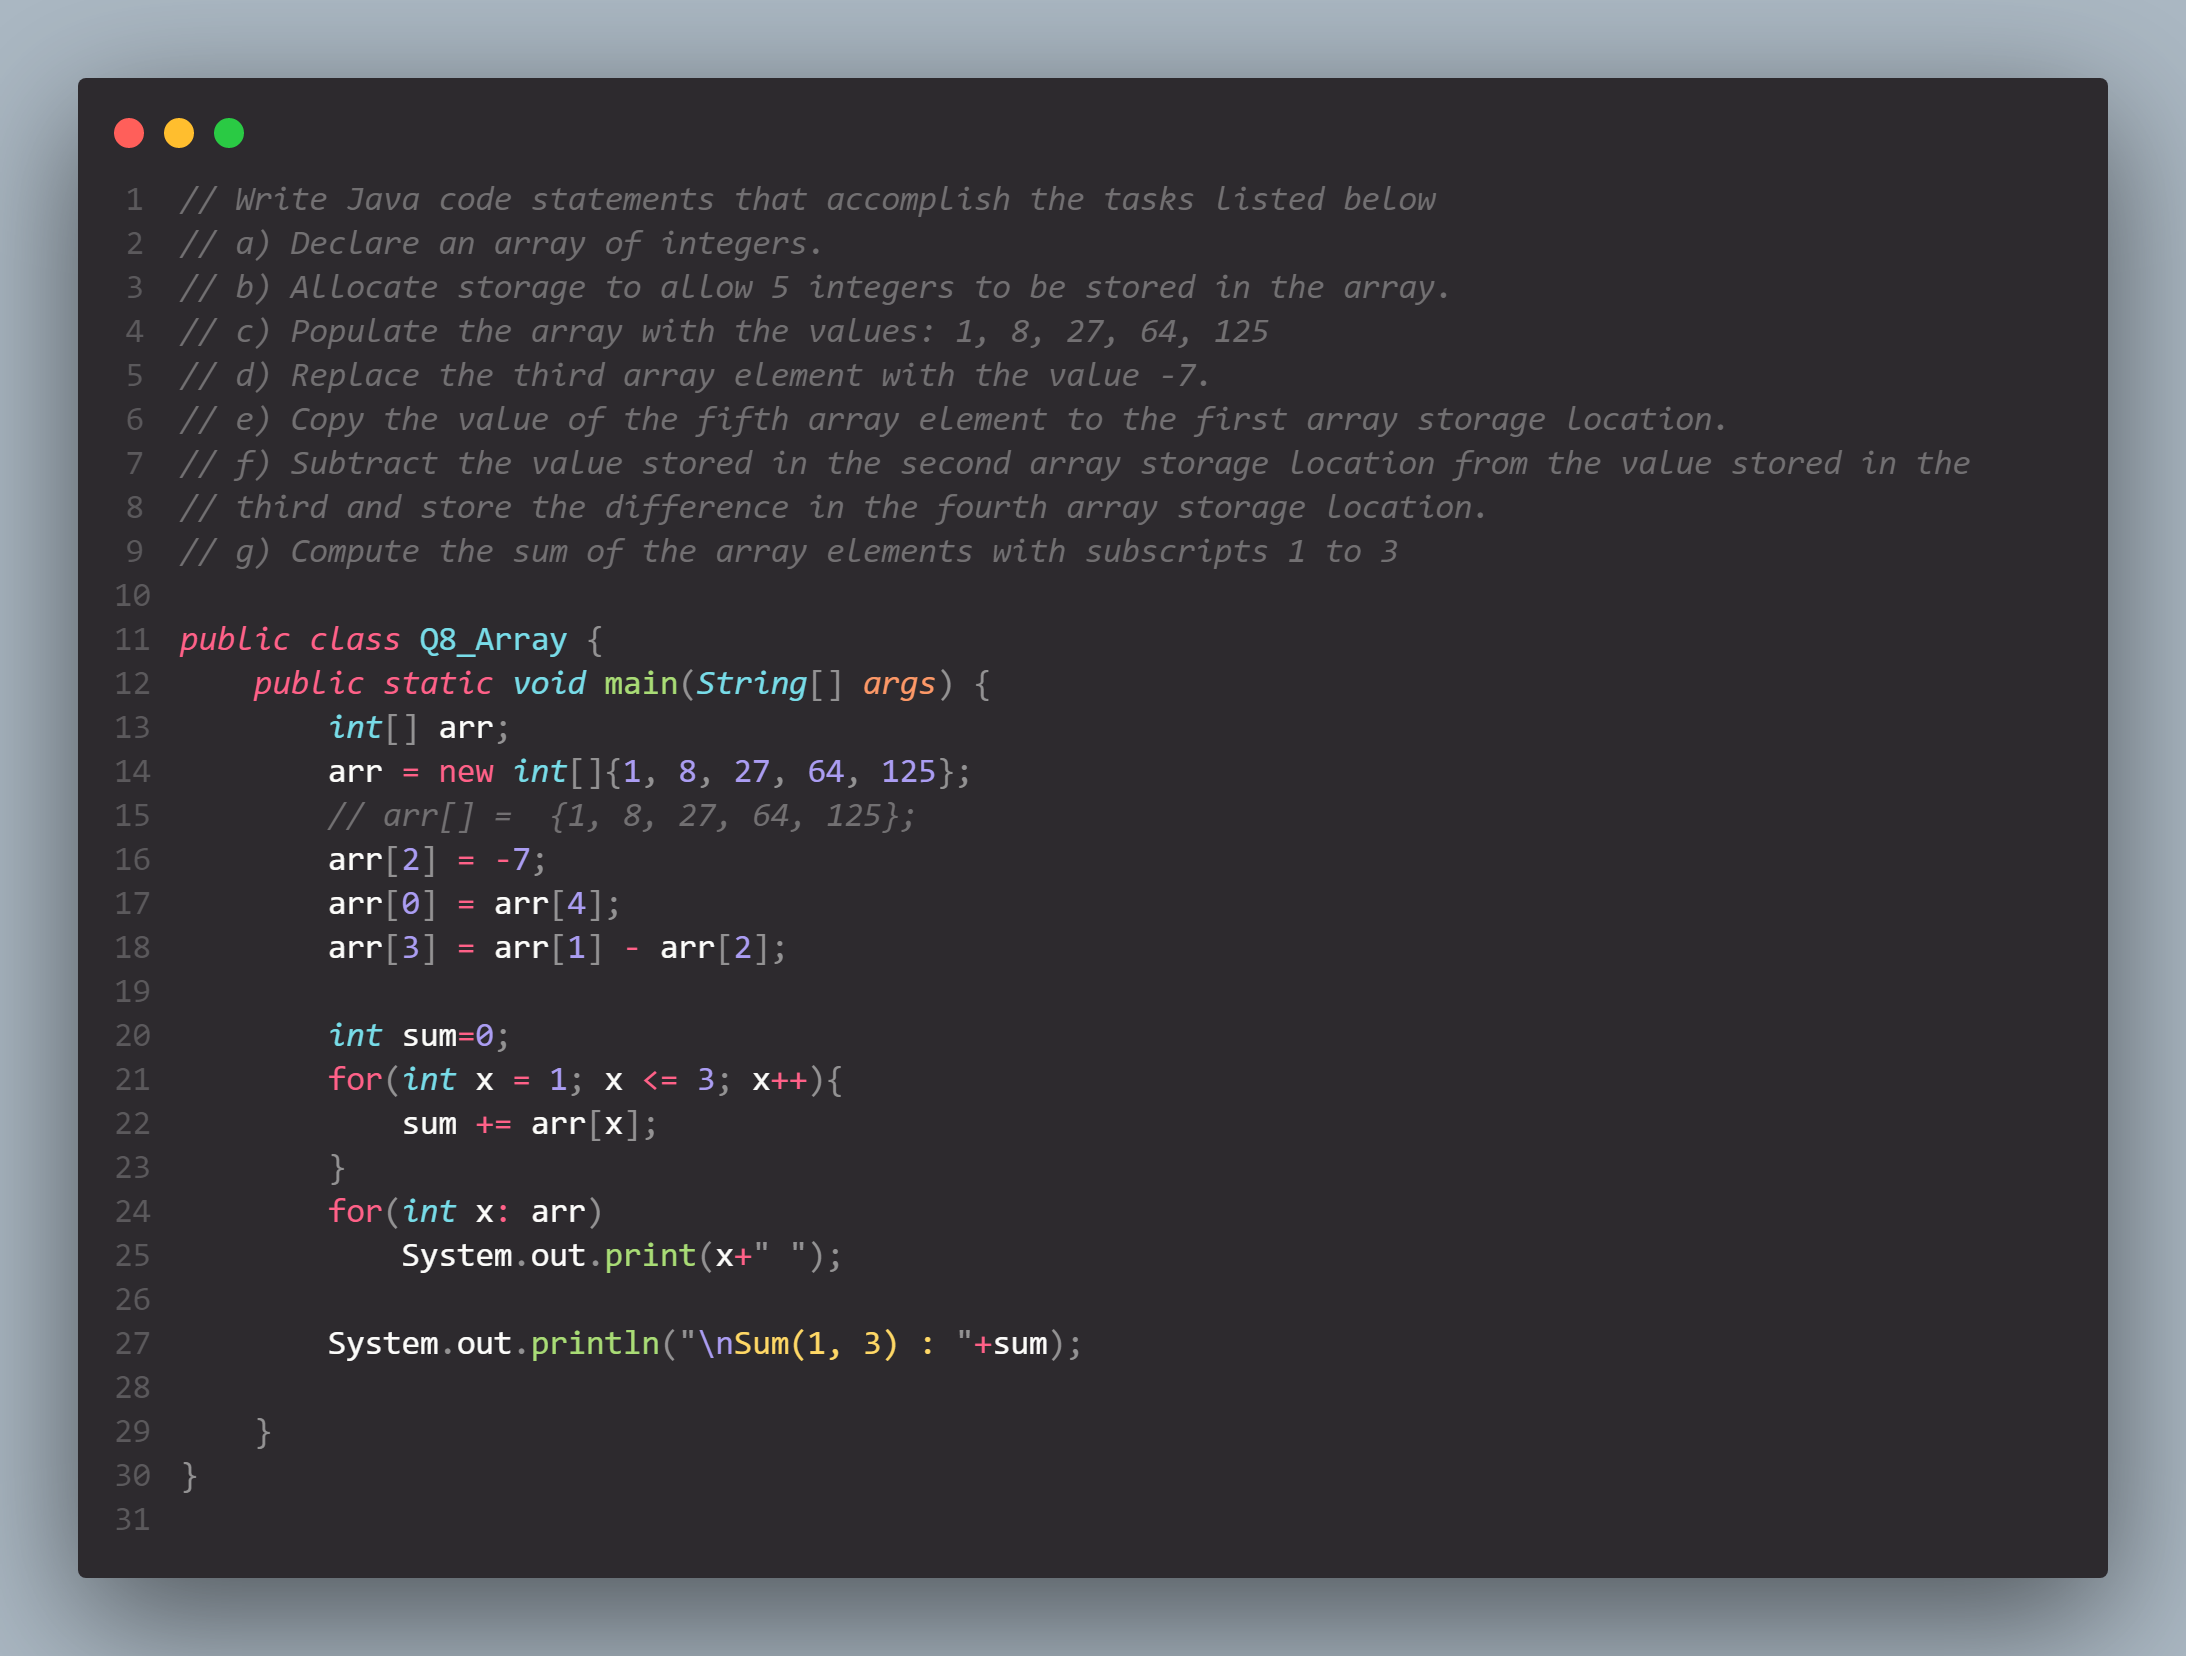 1 // Write Java code statements that accomplish the tasks listed below
2 // a) Declare an array of integers.
3 // b) Allocate storage to allow 5 integers to be stored in the array.
4 // c) Populate the array with the values: 1, 8, 27, 64, 125
5 // d) Replace the third array element with the value -7.
6 // e) Copy the value of the fifth array element to the first array storage location.
7 // f) Subtract the value stored in the second array storage location from the value stored in the
8 // third and store the difference in the fourth array storage location.
9 // g) Compute the sum of the array elements with subscripts 1 to 3
10
11 public class Q8_Array {
12     public static void main(String[] args) {
13         int[] arr;
14         arr = new int[]{1, 8, 27, 64, 125};
15         // arr[] =  {1, 8, 27, 64, 125};
16         arr[2] = -7;
17         arr[0] = arr[4];
18         arr[3] = arr[1] - arr[2];
19
20         int sum=0;
21         for(int x = 1; x <= 3; x++){
22             sum += arr[x];
23         }
24         for(int x: arr)
25             System.out.print(x+" ");
26
27         System.out.println("\nSum(1, 3) : "+sum);
28
29     }
30 }
31